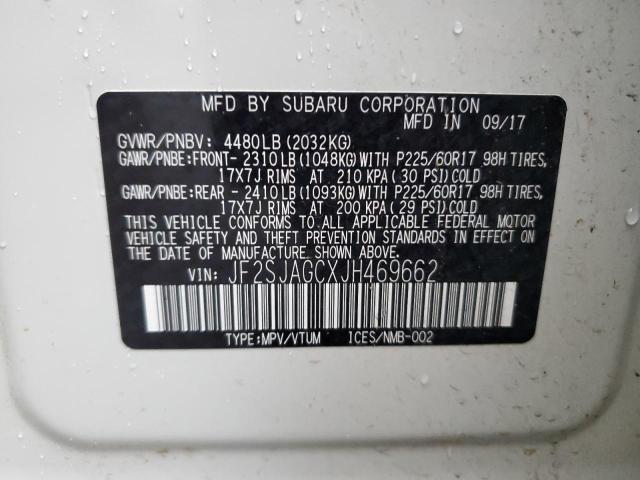 MFD BY SUBARU CORPORATION
MFD IN 09/17
GVWR/PNBV: 4480LB (2032KG)
GAWR/PNBE:FRONT- 2310LB (1048KG) WITH P225/60R17 98H TIRES,
17X7J RIMS AT 210 KPA (30 PSI) COLD
GAWR/PNBE:REAR - 2410LB (1093KG) WITH P225/60R17 98H TIRES,
17X7J RIMS AT 200 KPA (29 PSI) COLD
THIS VEHICLE CONFORMS TO ALL APPLICABLE FEDERAL MOTOR
VEHICLE SAFETY AND THEFT PREVENTION STANDARDS IN EFFECT ON
THE DATE OF MANUFACTURE SHOWN ABOVE.
VIN: JF2SJAGCXJH469662
TYPE:MPV/VTUM ICES/NMB-002